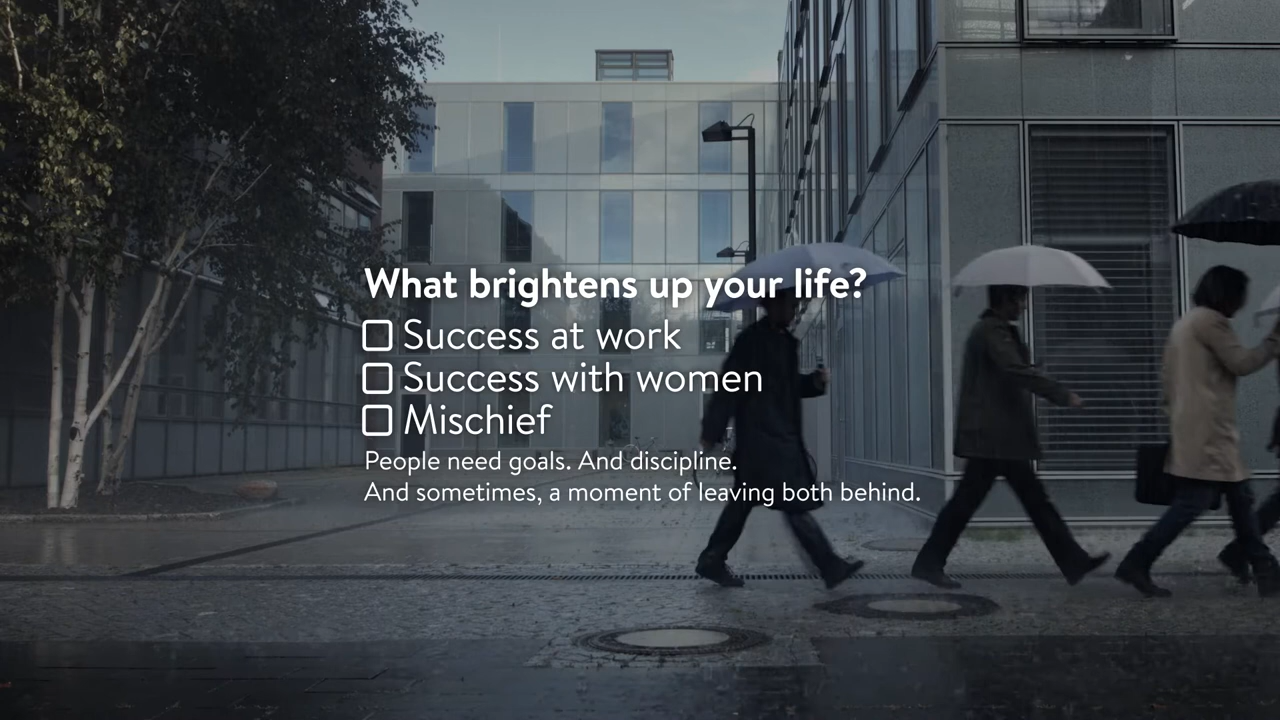 What brightens up your life?
Success at work
Success with women
Mischief
People need goals. And discipline.
And sometimes, a moment of leaving both behind.